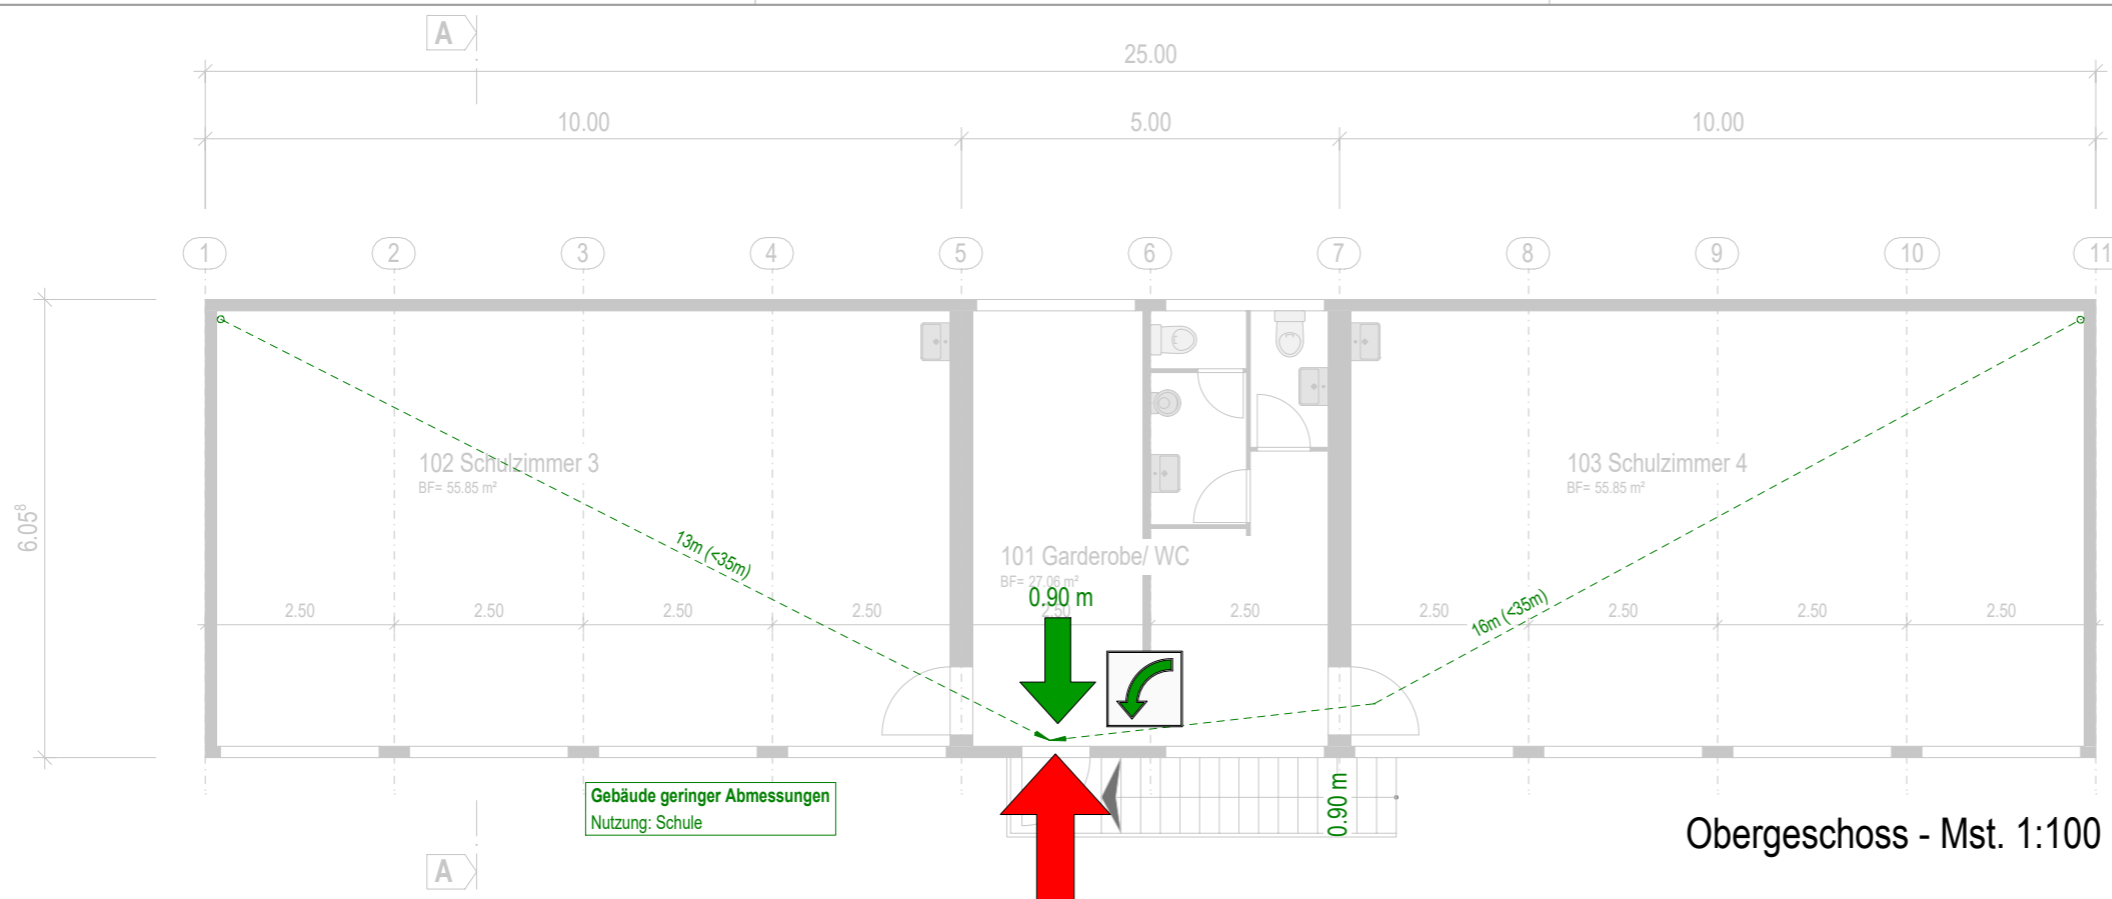 A
25.00
10.00 5.00 10.00
1 2 3 4 5 6 7 8 9 10 11
102 Schulzimmer 3
BF= 55.85 m²
103 Schulzimmer 4
BF= 55.85 m²
6.05⁸
13m (<35m)
101 Garderobe/ WC
BF= 27.06 m²
0.90 m
16m (<35m)
2.50 2.50 2.50 2.50 2.50 2.50 2.50 2.50 2.50 2.50
Gebäude geringer Abmessungen
Nutzung: Schule
0.90 m
Obergeschoss - Mst. 1:100
A